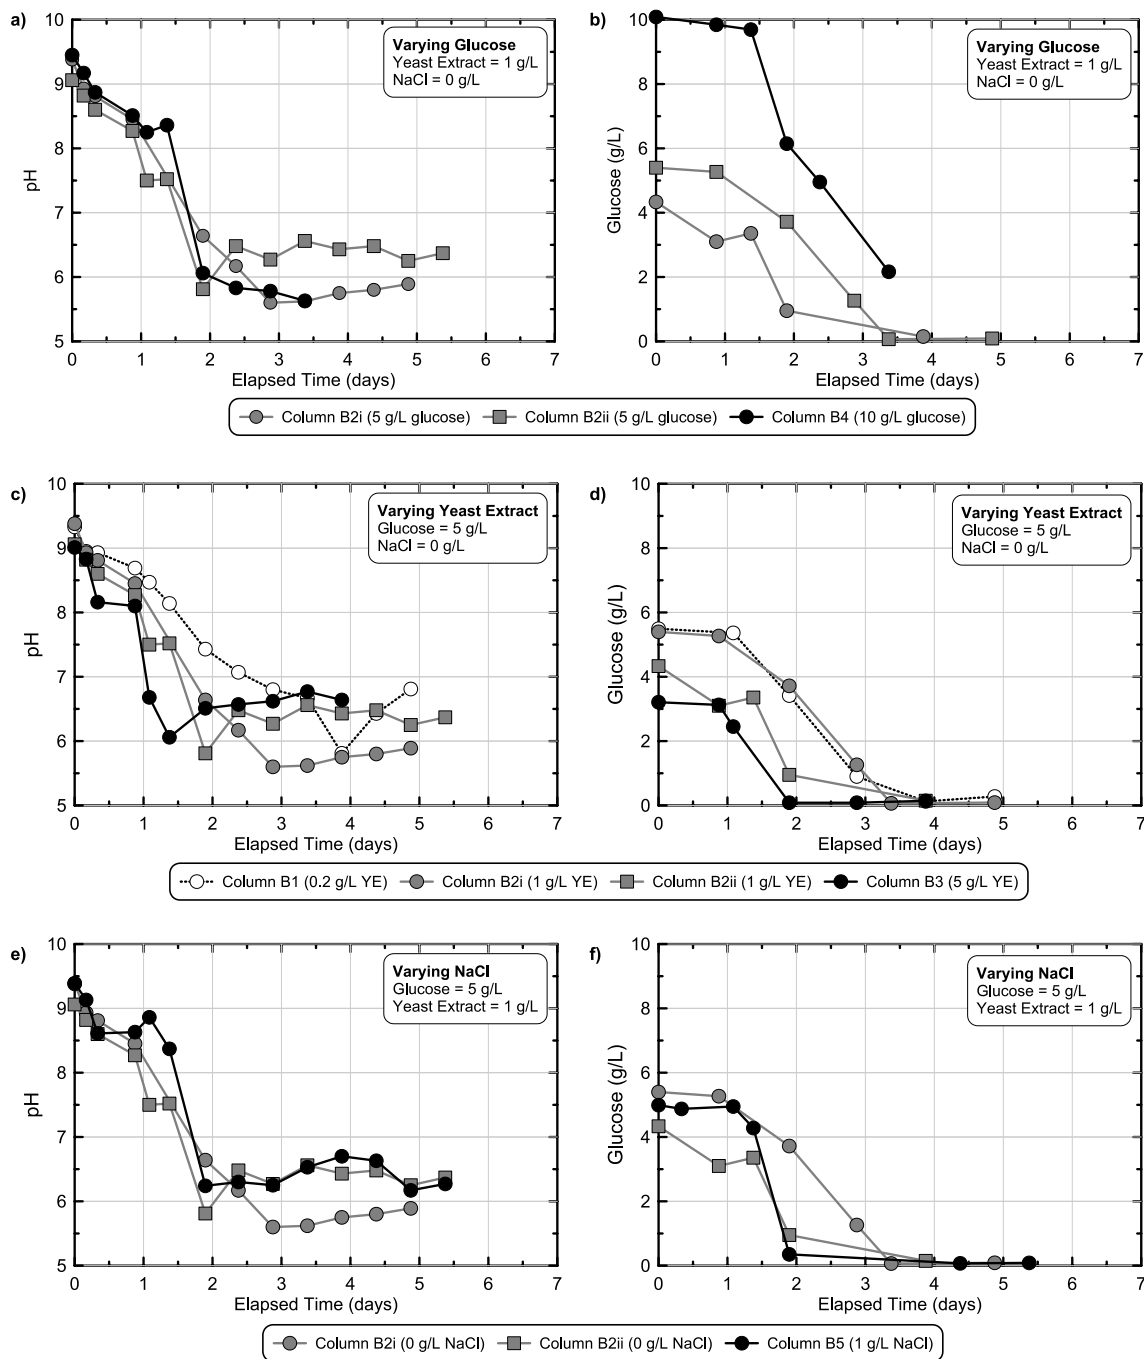 a)
10
9
8
7
6
5
pH
0 1 2 3 4 5 6 7
Elapsed Time (days)
Varying Glucose
Yeast Extract = 1 g/L
NaCl = 0 g/L
b)
10
8
6
4
2
0
Glucose (g/L)
0 1 2 3 4 5 6 7
Elapsed Time (days)
Varying Glucose
Yeast Extract = 1 g/L
NaCl = 0 g/L
Column B2i (5 g/L glucose) Column B2ii (5 g/L glucose) Column B4 (10 g/L glucose)
c)
10
9
8
7
6
5
pH
0 1 2 3 4 5 6 7
Elapsed Time (days)
Varying Yeast Extract
Glucose = 5 g/L
NaCl = 0 g/L
d)
10
8
6
4
2
0
Glucose (g/L)
0 1 2 3 4 5 6 7
Elapsed Time (days)
Varying Yeast Extract
Glucose = 5 g/L
NaCl = 0 g/L
Column B1 (0.2 g/L YE) Column B2i (1 g/L YE) Column B2ii (1 g/L YE) Column B3 (5 g/L YE)
e)
10
9
8
7
6
5
pH
0 1 2 3 4 5 6 7
Elapsed Time (days)
Varying NaCl
Glucose = 5 g/L
Yeast Extract = 1 g/L
f)
10
8
6
4
2
0
Glucose (g/L)
0 1 2 3 4 5 6 7
Elapsed Time (days)
Varying NaCl
Glucose = 5 g/L
Yeast Extract = 1 g/L
Column B2i (0 g/L NaCl) Column B2ii (0 g/L NaCl) Column B5 (1 g/L NaCl)